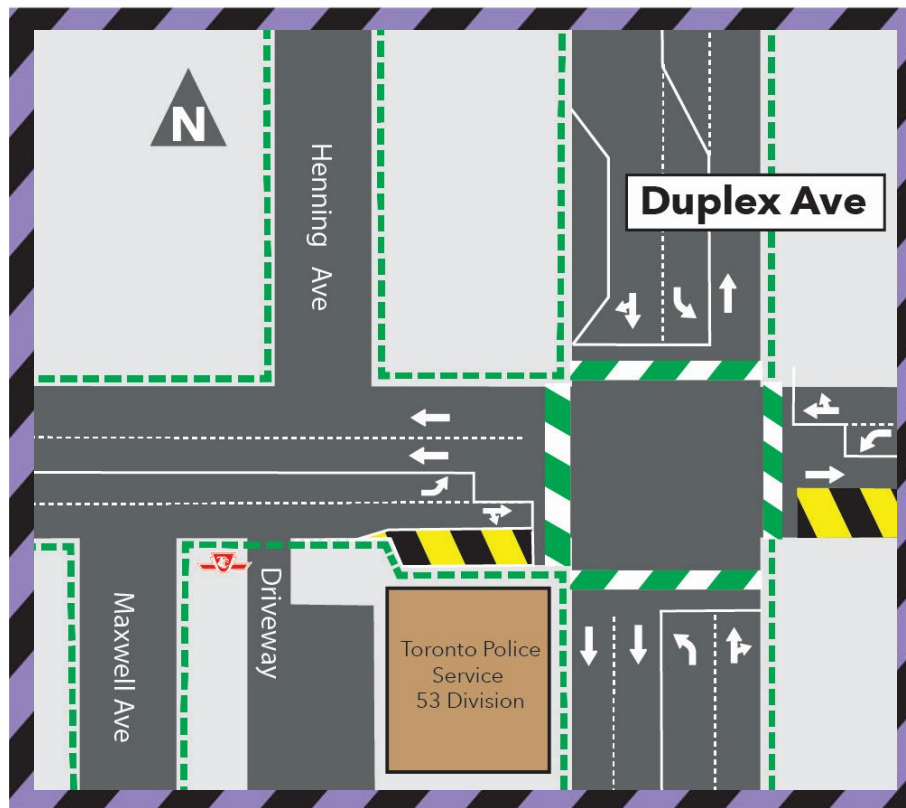 N
Henning Ave
Duplex Ave
Maxwell Ave
Driveway
Toronto Police
Service
53 Division